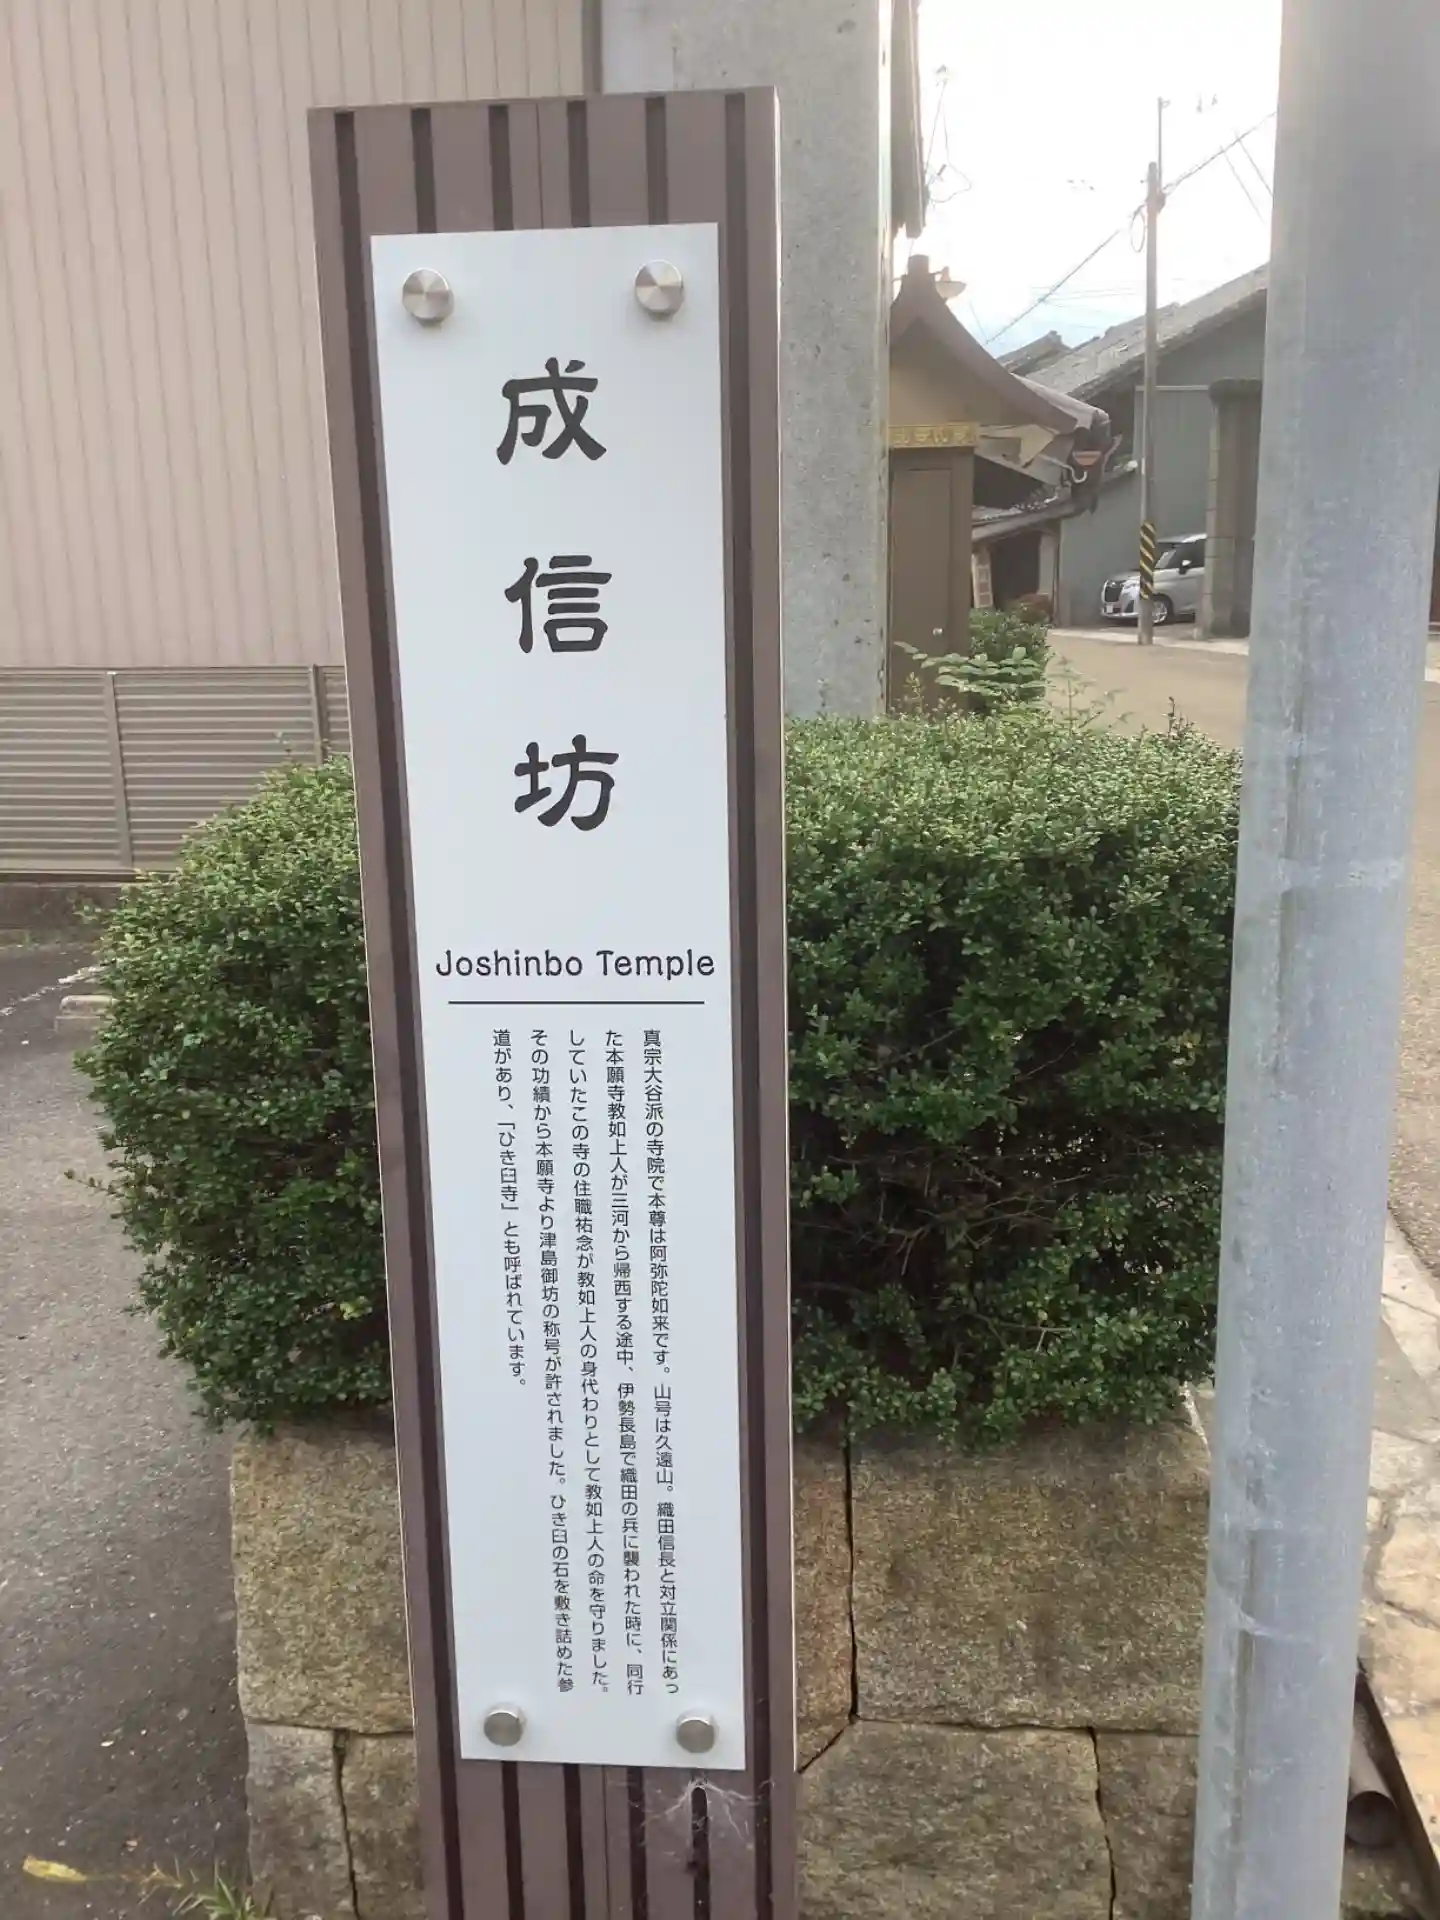 成信坊
Joshinbo Temple
真宗大谷派の寺院で本尊は阿弥陀如来です。山号は久遠山。織田信長と対立関係にあっ
た本願寺教如上人が三河から帰西する途中、伊勢長島で織田の兵に襲われた時に、同行
していたこの寺の住職祐念が教如上人の身代わりとして教如上人の命を守りました。
その功績から本願寺より津島御坊の称号が許されました。ひき臼の石を敷き詰めた参
道があり、「ひき臼寺」とも呼ばれています。